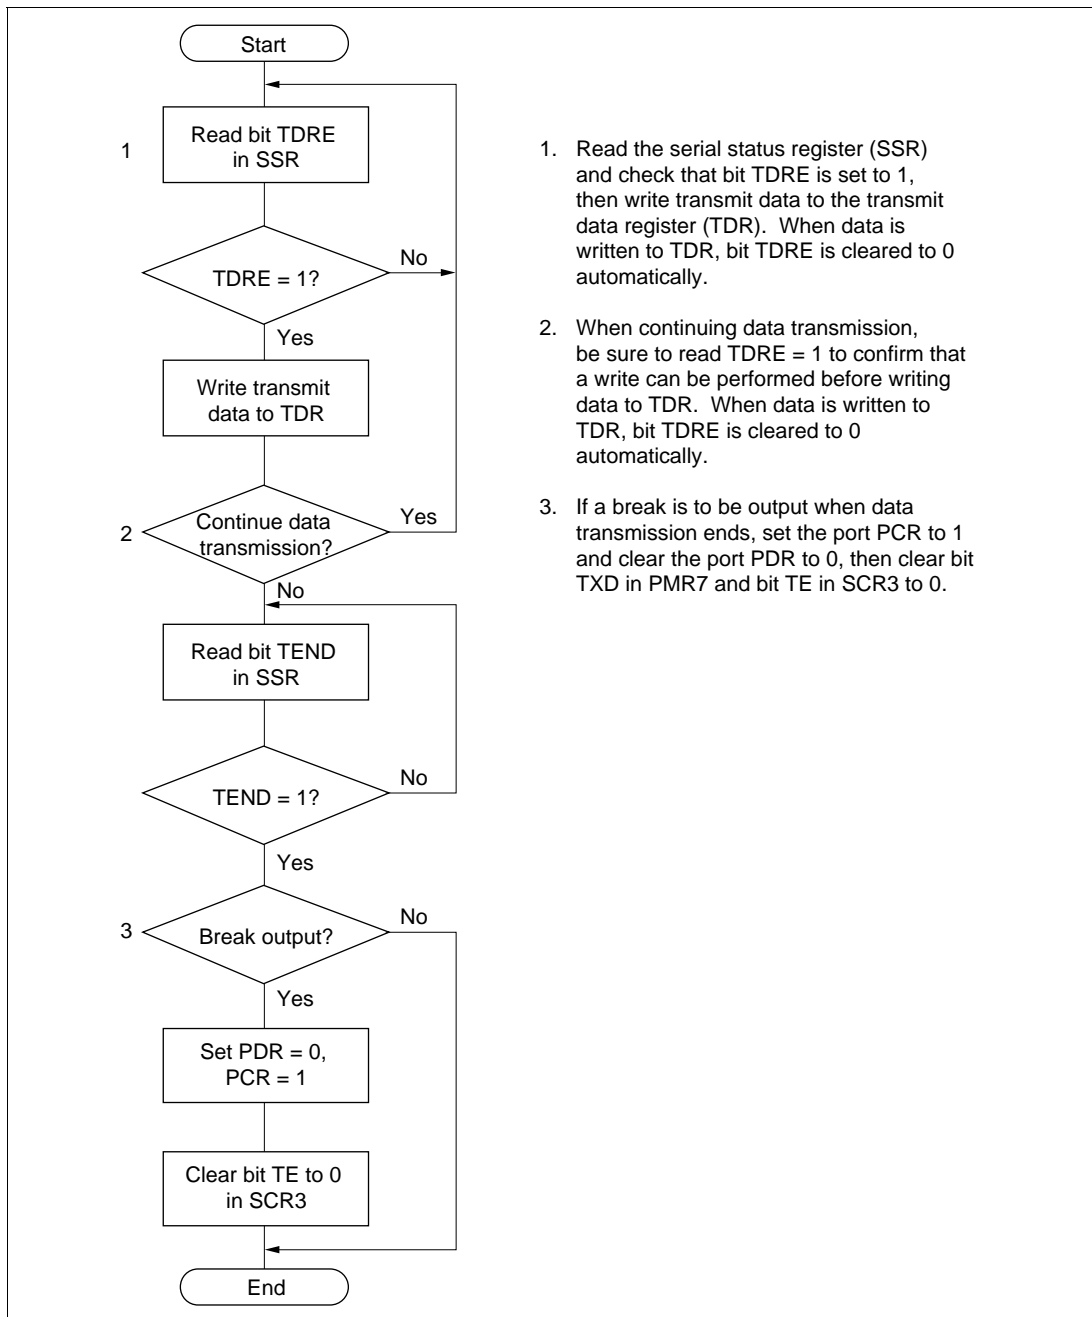 Start
1
Read bit TDRE
in SSR
TDRE = 1?
No
Yes
Write transmit
data to TDR
2
Continue data
transmission?
Yes
No
Read bit TEND
in SSR
TEND = 1?
No
Yes
3
Break output?
No
Yes
Set PDR = 0,
PCR = 1
Clear bit TE to 0
in SCR3
End
1. Read the serial status register (SSR)
and check that bit TDRE is set to 1,
then write transmit data to the transmit
data register (TDR). When data is
written to TDR, bit TDRE is cleared to 0
automatically.
2. When continuing data transmission,
be sure to read TDRE = 1 to confirm that
a write can be performed before writing
data to TDR. When data is written to
TDR, bit TDRE is cleared to 0
automatically.
3. If a break is to be output when data
transmission ends, set the port PCR to 1
and clear the port PDR to 0, then clear bit
TXD in PMR7 and bit TE in SCR3 to 0.